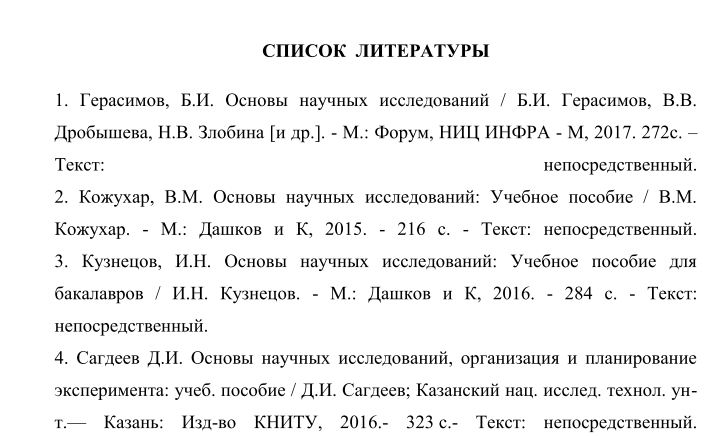 СПИСОК ЛИТЕРАТУРЫ
1. Герасимов, Б.И. Основы научных исследований / Б.И. Герасимов, В.В.
Дробышева, Н.В. Злобина [и др.]. - М.: Форум, НИЦ ИНФРА - М, 2017. 272с. –
Текст: непосредственный.
2. Кожухар, В.М. Основы научных исследований: Учебное пособие / В.М.
Кожухар. - М.: Дашков и К, 2015. - 216 с. - Текст: непосредственный.
3. Кузнецов, И.Н. Основы научных исследований: Учебное пособие для
бакалавров / И.Н. Кузнецов. - М.: Дашков и К, 2016. - 284 с. - Текст:
непосредственный.
4. Сагдеев Д.И. Основы научных исследований, организация и планирование
эксперимента: учеб. пособие / Д.И. Сагдеев; Казанский нац. исслед. технол. ун-
т.— Казань: Изд-во КНИТУ, 2016.- 323 с.- Текст: непосредственный.